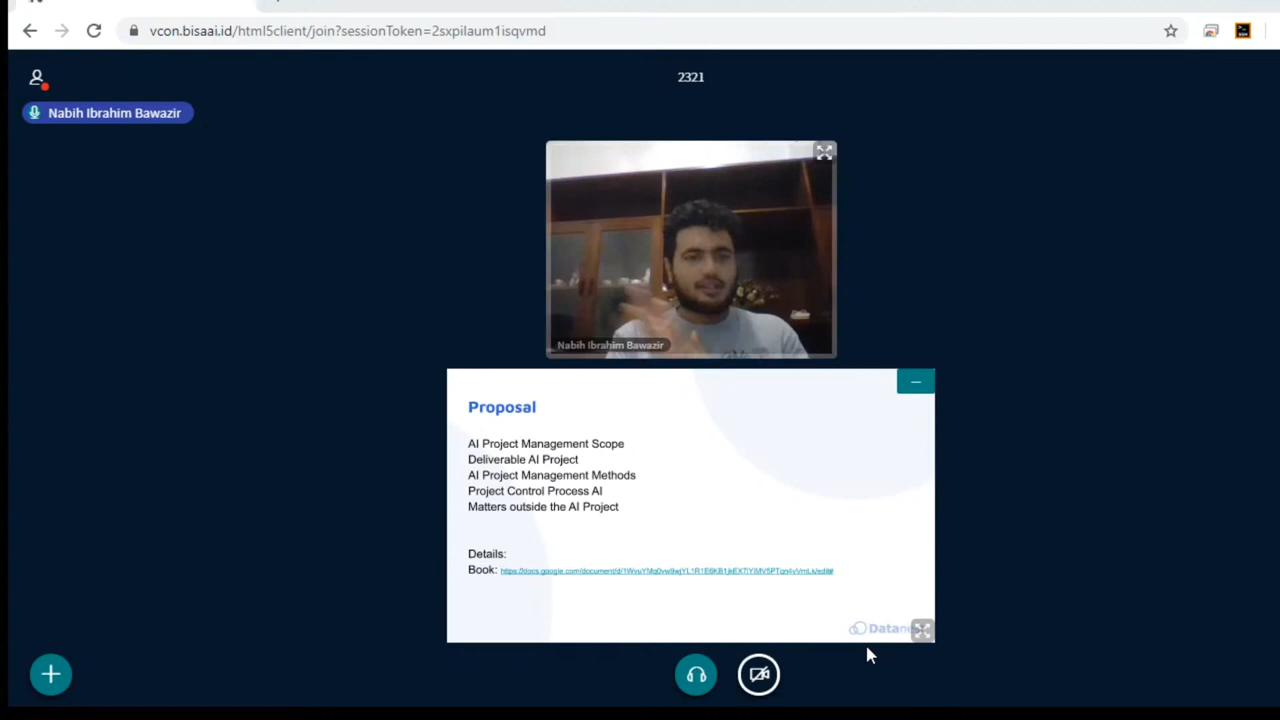 vcon.bisaai.id/html5client/join?sessionToken=2sxpilaum1isqvmd
2321
Nabih Ibrahim Bawazir
Nabih Ibrahim Bawazir
Proposal
AI Project Management Scope
Deliverable AI Project
AI Project Management Methods
Project Control Process AI
Matters outside the AI Project
Details:
Book: